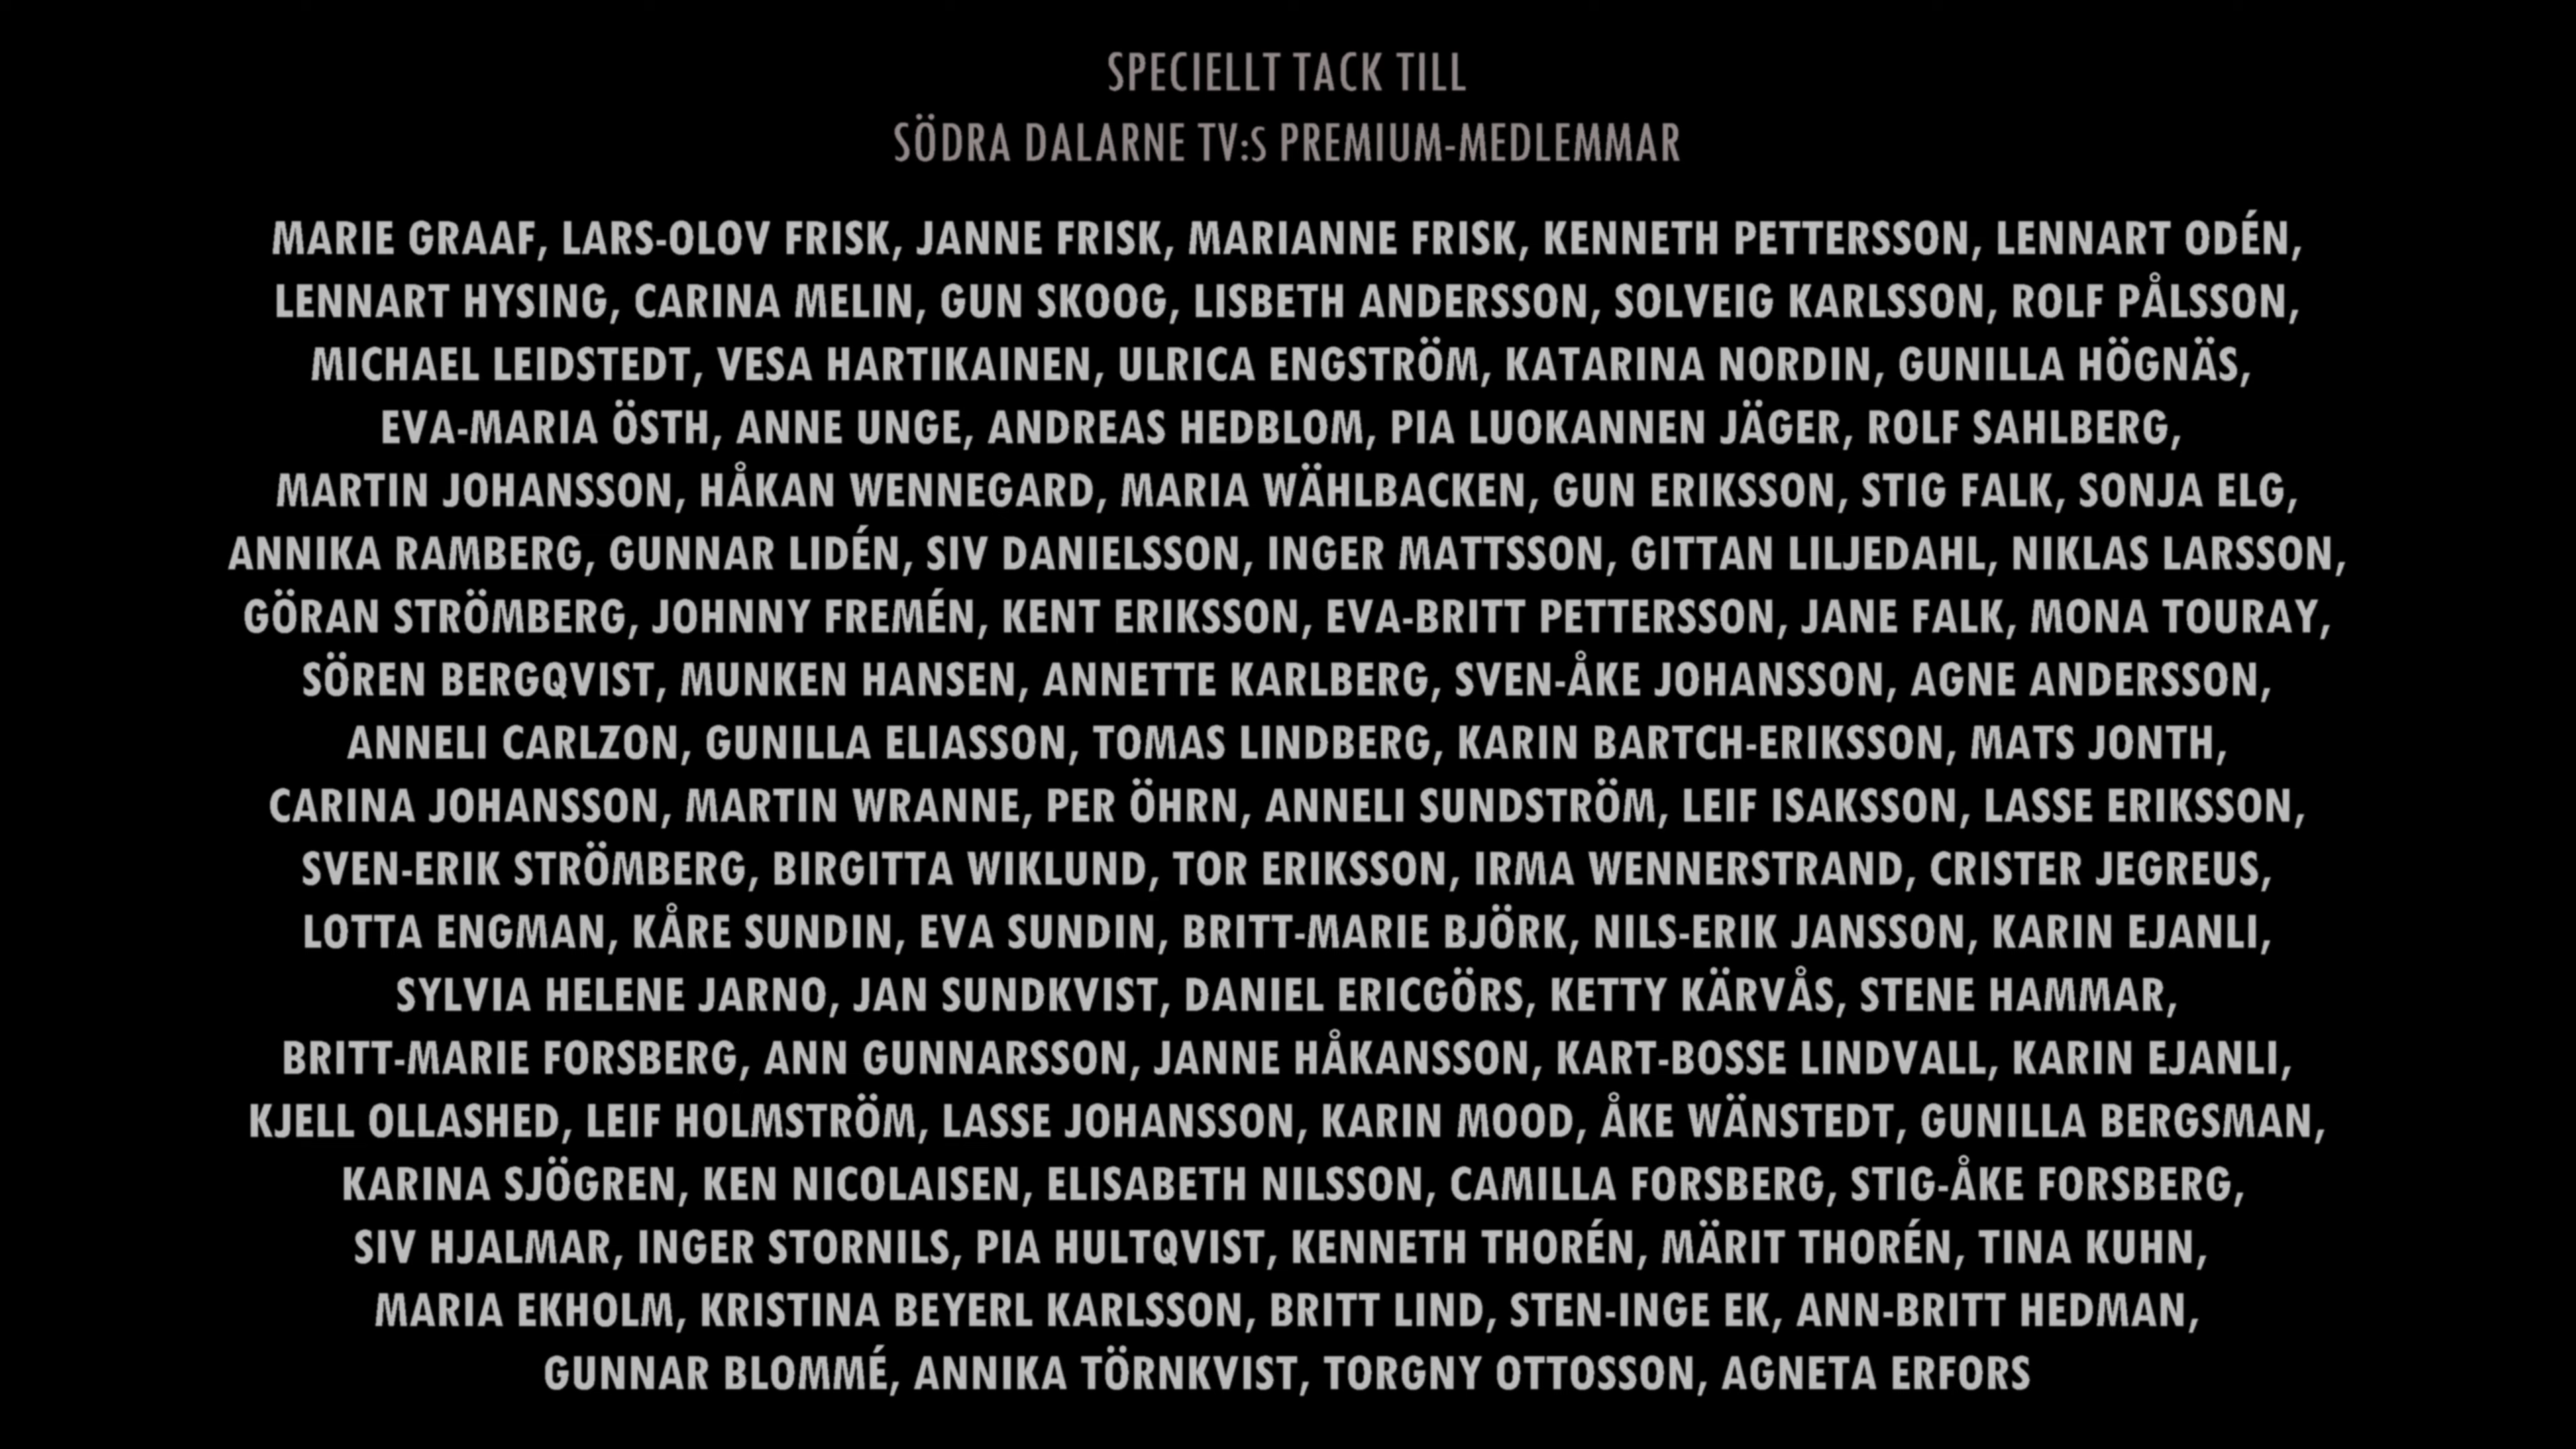 SPECIELLT TACK TILL
SÖDRA DALARNE TV:s PREMIUM-MEDLEMMAR
MARIE GRAAF, LARS-OLOV FRISK, JANNE FRISK, MARIANNE FRISK, KENNETH PETTERSSON, LENNART ODÉN,
LENNART HYSING, CARINA MELIN, GUN SKOOG, LISBETH ANDERSSON, SOLVEIG KARLSSON, ROLF PÅLSSON,
MICHAEL LEIDSTEDT, VESA HARTIKAINEN, ULRICA ENGSTRÖM, KATARINA NORDIN, GUNILLA HÖGNÄS,
EVA-MARIA ÖSTH, ANNE UNGE, ANDREAS HEDBLOM, PIA LUOKANNEN JÄGER, ROLF SAHLBERG,
MARTIN JOHANSSON, HÅKAN WENNEGARD, MARIA WÄHLBACKEN, GUN ERIKSSON, STIG FALK, SONJA ELG,
ANNIKA RAMBERG, GUNNAR LIDÉN, SIV DANIELSSON, INGER MATTSSON, GITTAN LILJEDAHL, NIKLAS LARSSON,
GÖRAN STRÖMBERG, JOHNNY FREMÉN, KENT ERIKSSON, EVA-BRITT PETTERSSON, JANE FALK, MONA TOURAY,
SÖREN BERGQVIST, MUNKEN HANSEN, ANNETTE KARLBERG, SVEN-ÅKE JOHANSSON, AGNE ANDERSSON,
ANNELI CARLZON, GUNILLA ELIASSON, TOMAS LINDBERG, KARIN BARTCH-ERIKSSON, MATS JONTH,
CARINA JOHANSSON, MARTIN WRANNE, PER ÖHRN, ANNELI SUNDSTRÖM, LEIF ISAKSSON, LASSE ERIKSSON,
SVEN-ERIK STRÖMBERG, BIRGITTA WIKLUND, TOR ERIKSSON, IRMA WENNERSTRAND, CRISTER JEGREUS,
LOTTA ENGMAN, KÅRE SUNDIN, EVA SUNDIN, BRITT-MARIE BJÖRK, NILS-ERIK JANSSON, KARIN EJANLI,
SYLVIA HELENE JARNO, JAN SUNDKVIST, DANIEL ERICGÖRS, KETTY KÄRVÅS, STENE HAMMAR,
BRITT-MARIE FORSBERG, ANN GUNNARSSON, JANNE HÅKANSSON, KART-BOSSE LINDVALL, KARIN EJANLI,
KJELL OLLASHED, LEIF HOLMSTRÖM, LASSE JOHANSSON, KARIN MOOD, ÅKE WÄNSTEDT, GUNILLA BERGSMAN,
KARINA SJÖGREN, KEN NICOLAISEN, ELISABETH NILSSON, CAMILLA FORSBERG, STIG-ÅKE FORSBERG,
SIV HJALMAR, INGER STORNILS, PIA HULTQVIST, KENNETH THORÉN, MÄRIT THORÉN, TINA KUHN,
MARIA EKHOLM, KRISTINA BEYERL KARLSSON, BRITT LIND, STEN-INGE EK, ANN-BRITT HEDMAN,
GUNNAR BLOMMÉ, ANNIKA TÖRNKVIST, TORGNY OTTOSSON, AGNETA ERFORS